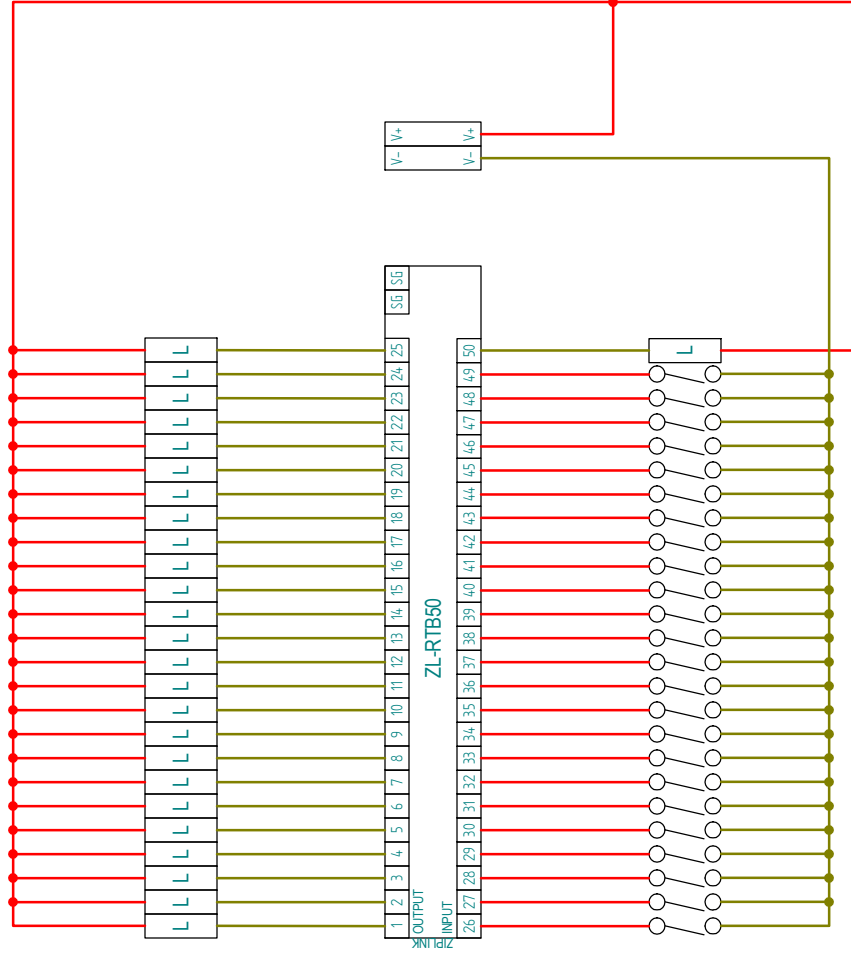 V+ V+
V- V-
SG SG
L 25 50 L
L 24 49
L 23 48
L 22 47
L 21 46
L 20 45
L 19 44
L 18 43
L 17 42
L 16 41
L 15 40
L 14 39
L 13 38
L 12 37
L 11 36
L 10 35
L 9 34
L 8 33
L 7 32
L 6 31
L 5 30
L 4 29
L 3 28
L 2 27
L 1 26
ZL-RTB50
OUTPUT
INPUT
ZIPLINK